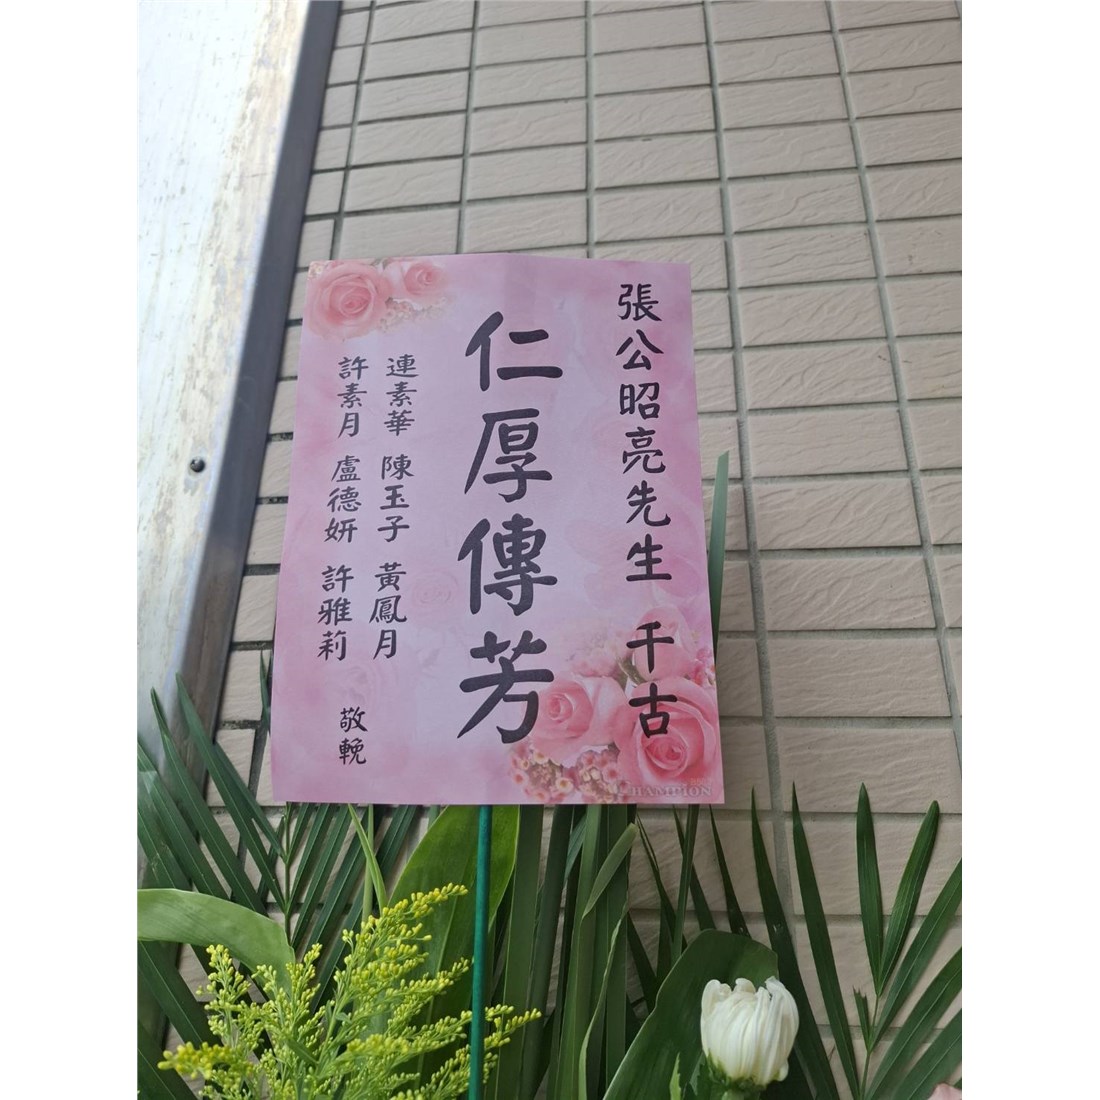 張公昭亮先生 千古
仁厚傳芳
連素華 陳玉子 黃鳳月
許素月 盧德妍 許雅莉
敬輓
CHAMPION